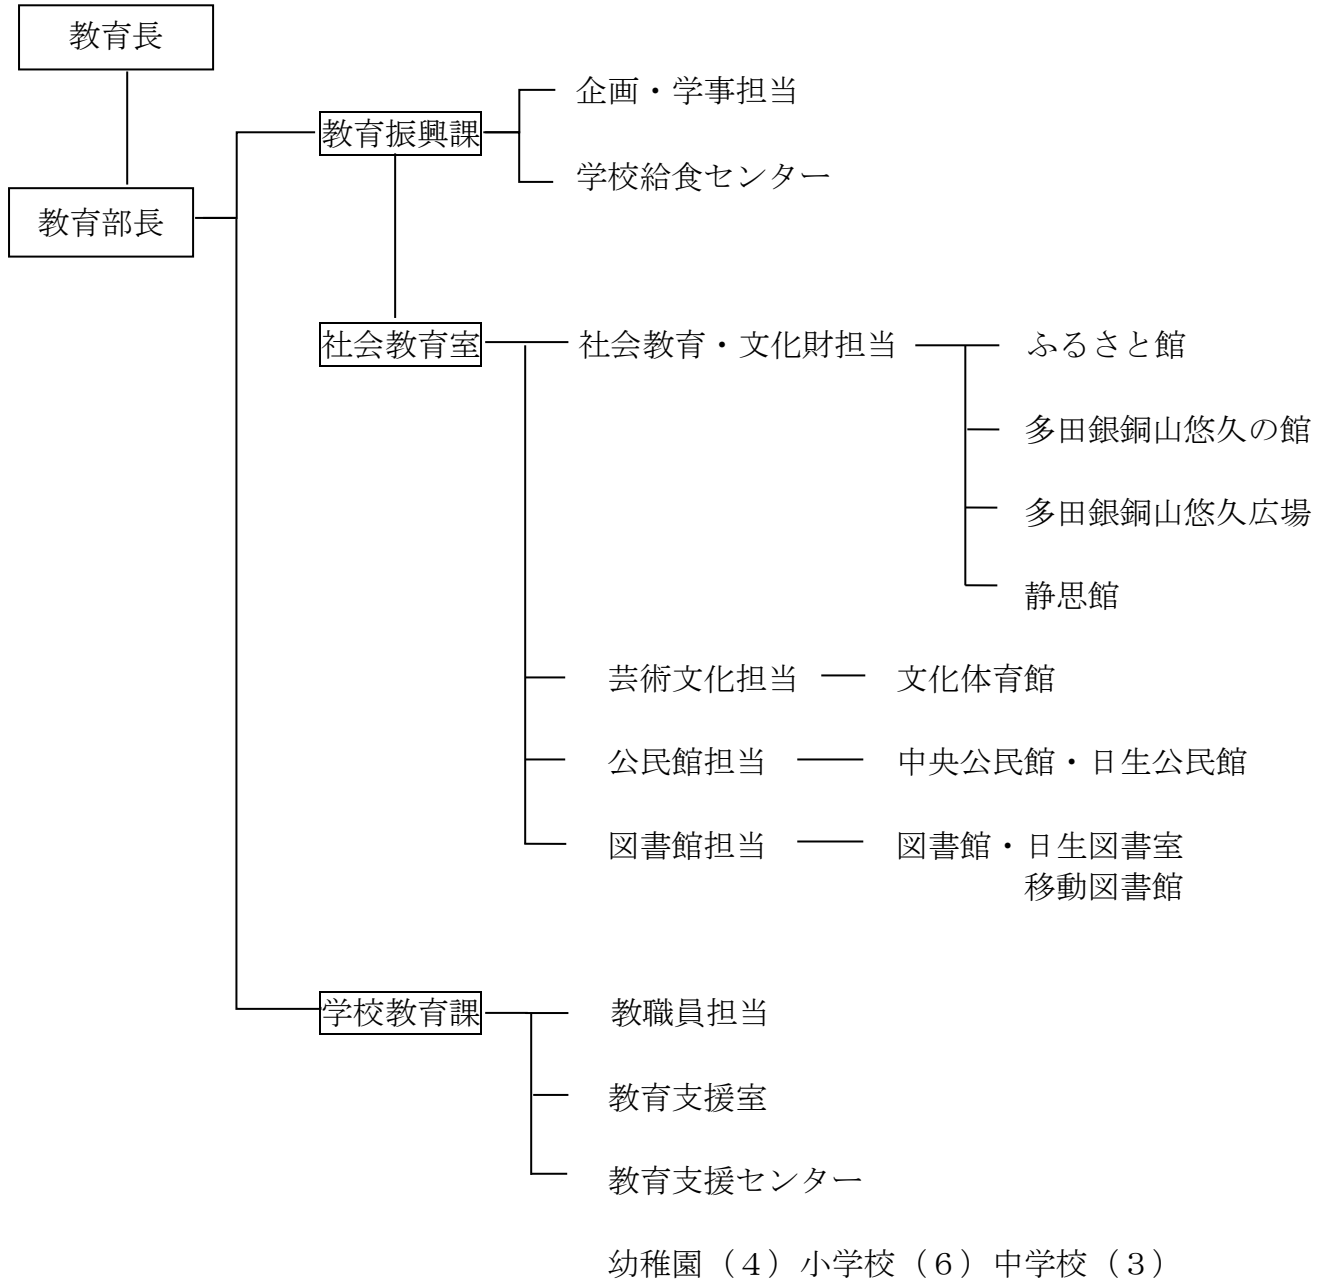 教育長
企画・学事担当
教育振興課
学校給食センター
教育部長
社会教育室
社会教育・文化財担当
ふるさと館
多田銀銅山悠久の館
多田銀銅山悠久広場
静思館
芸術文化担当
文化体育館
公民館担当
中央公民館・日生公民館
図書館担当
図書館・日生図書室
移動図書館
学校教育課
教職員担当
教育支援室
教育支援センター
幼稚園（４）小学校（６）中学校（３）